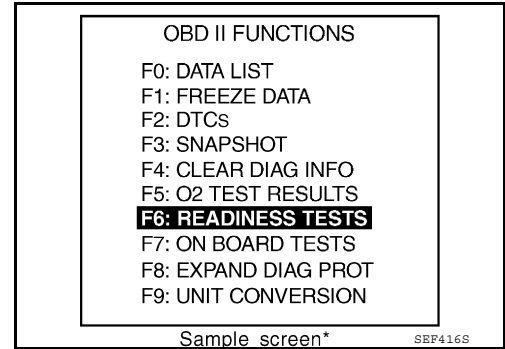 OBD II FUNCTIONS
F0: DATA LIST
F1: FREEZE DATA
F2: DTCs
F3: SNAPSHOT
F4: CLEAR DIAG INFO
F5: O2 TEST RESULTS
F6: READINESS TESTS
F7: ON BOARD TESTS
F8: EXPAND DIAG PROT
F9: UNIT CONVERSION
Sample screen* SEF416S